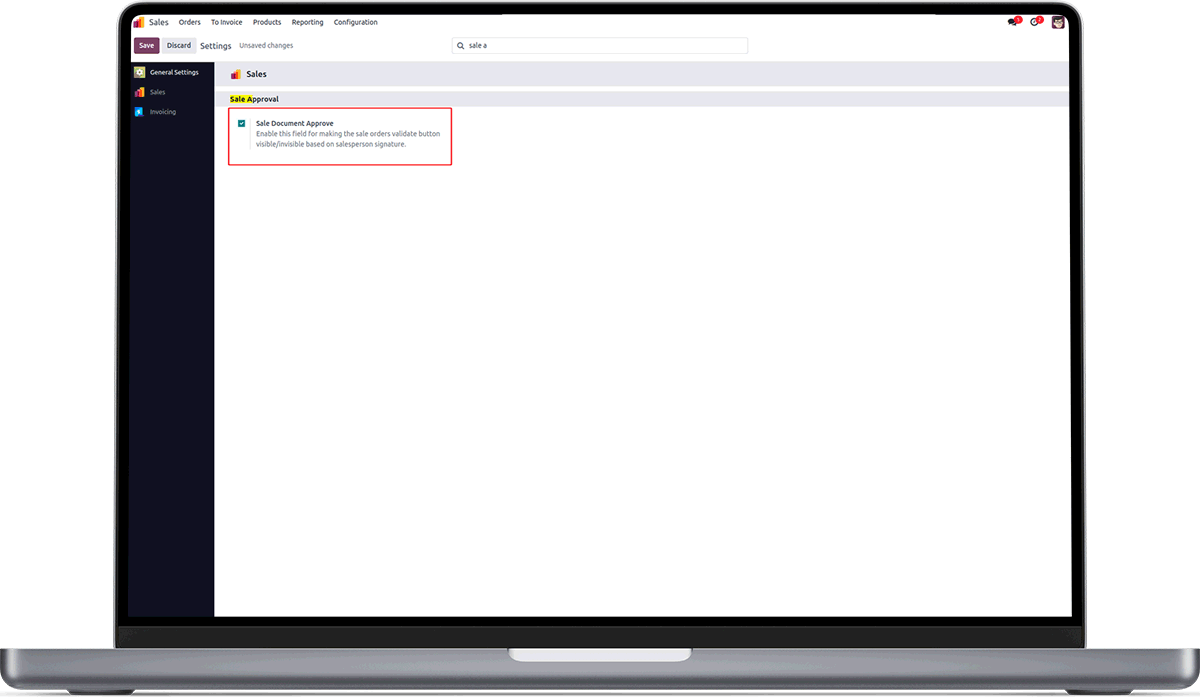 Sales Orders To Invoice Products Reporting Configuration 1 7
Save Discard Settings Unsaved changes sale a
General Settings
Sales
Sales
Invoicing
Sale Approval
Sale Document Approve
Enable this field for making the sale orders validate button
visible/invisible based on salesperson signature.